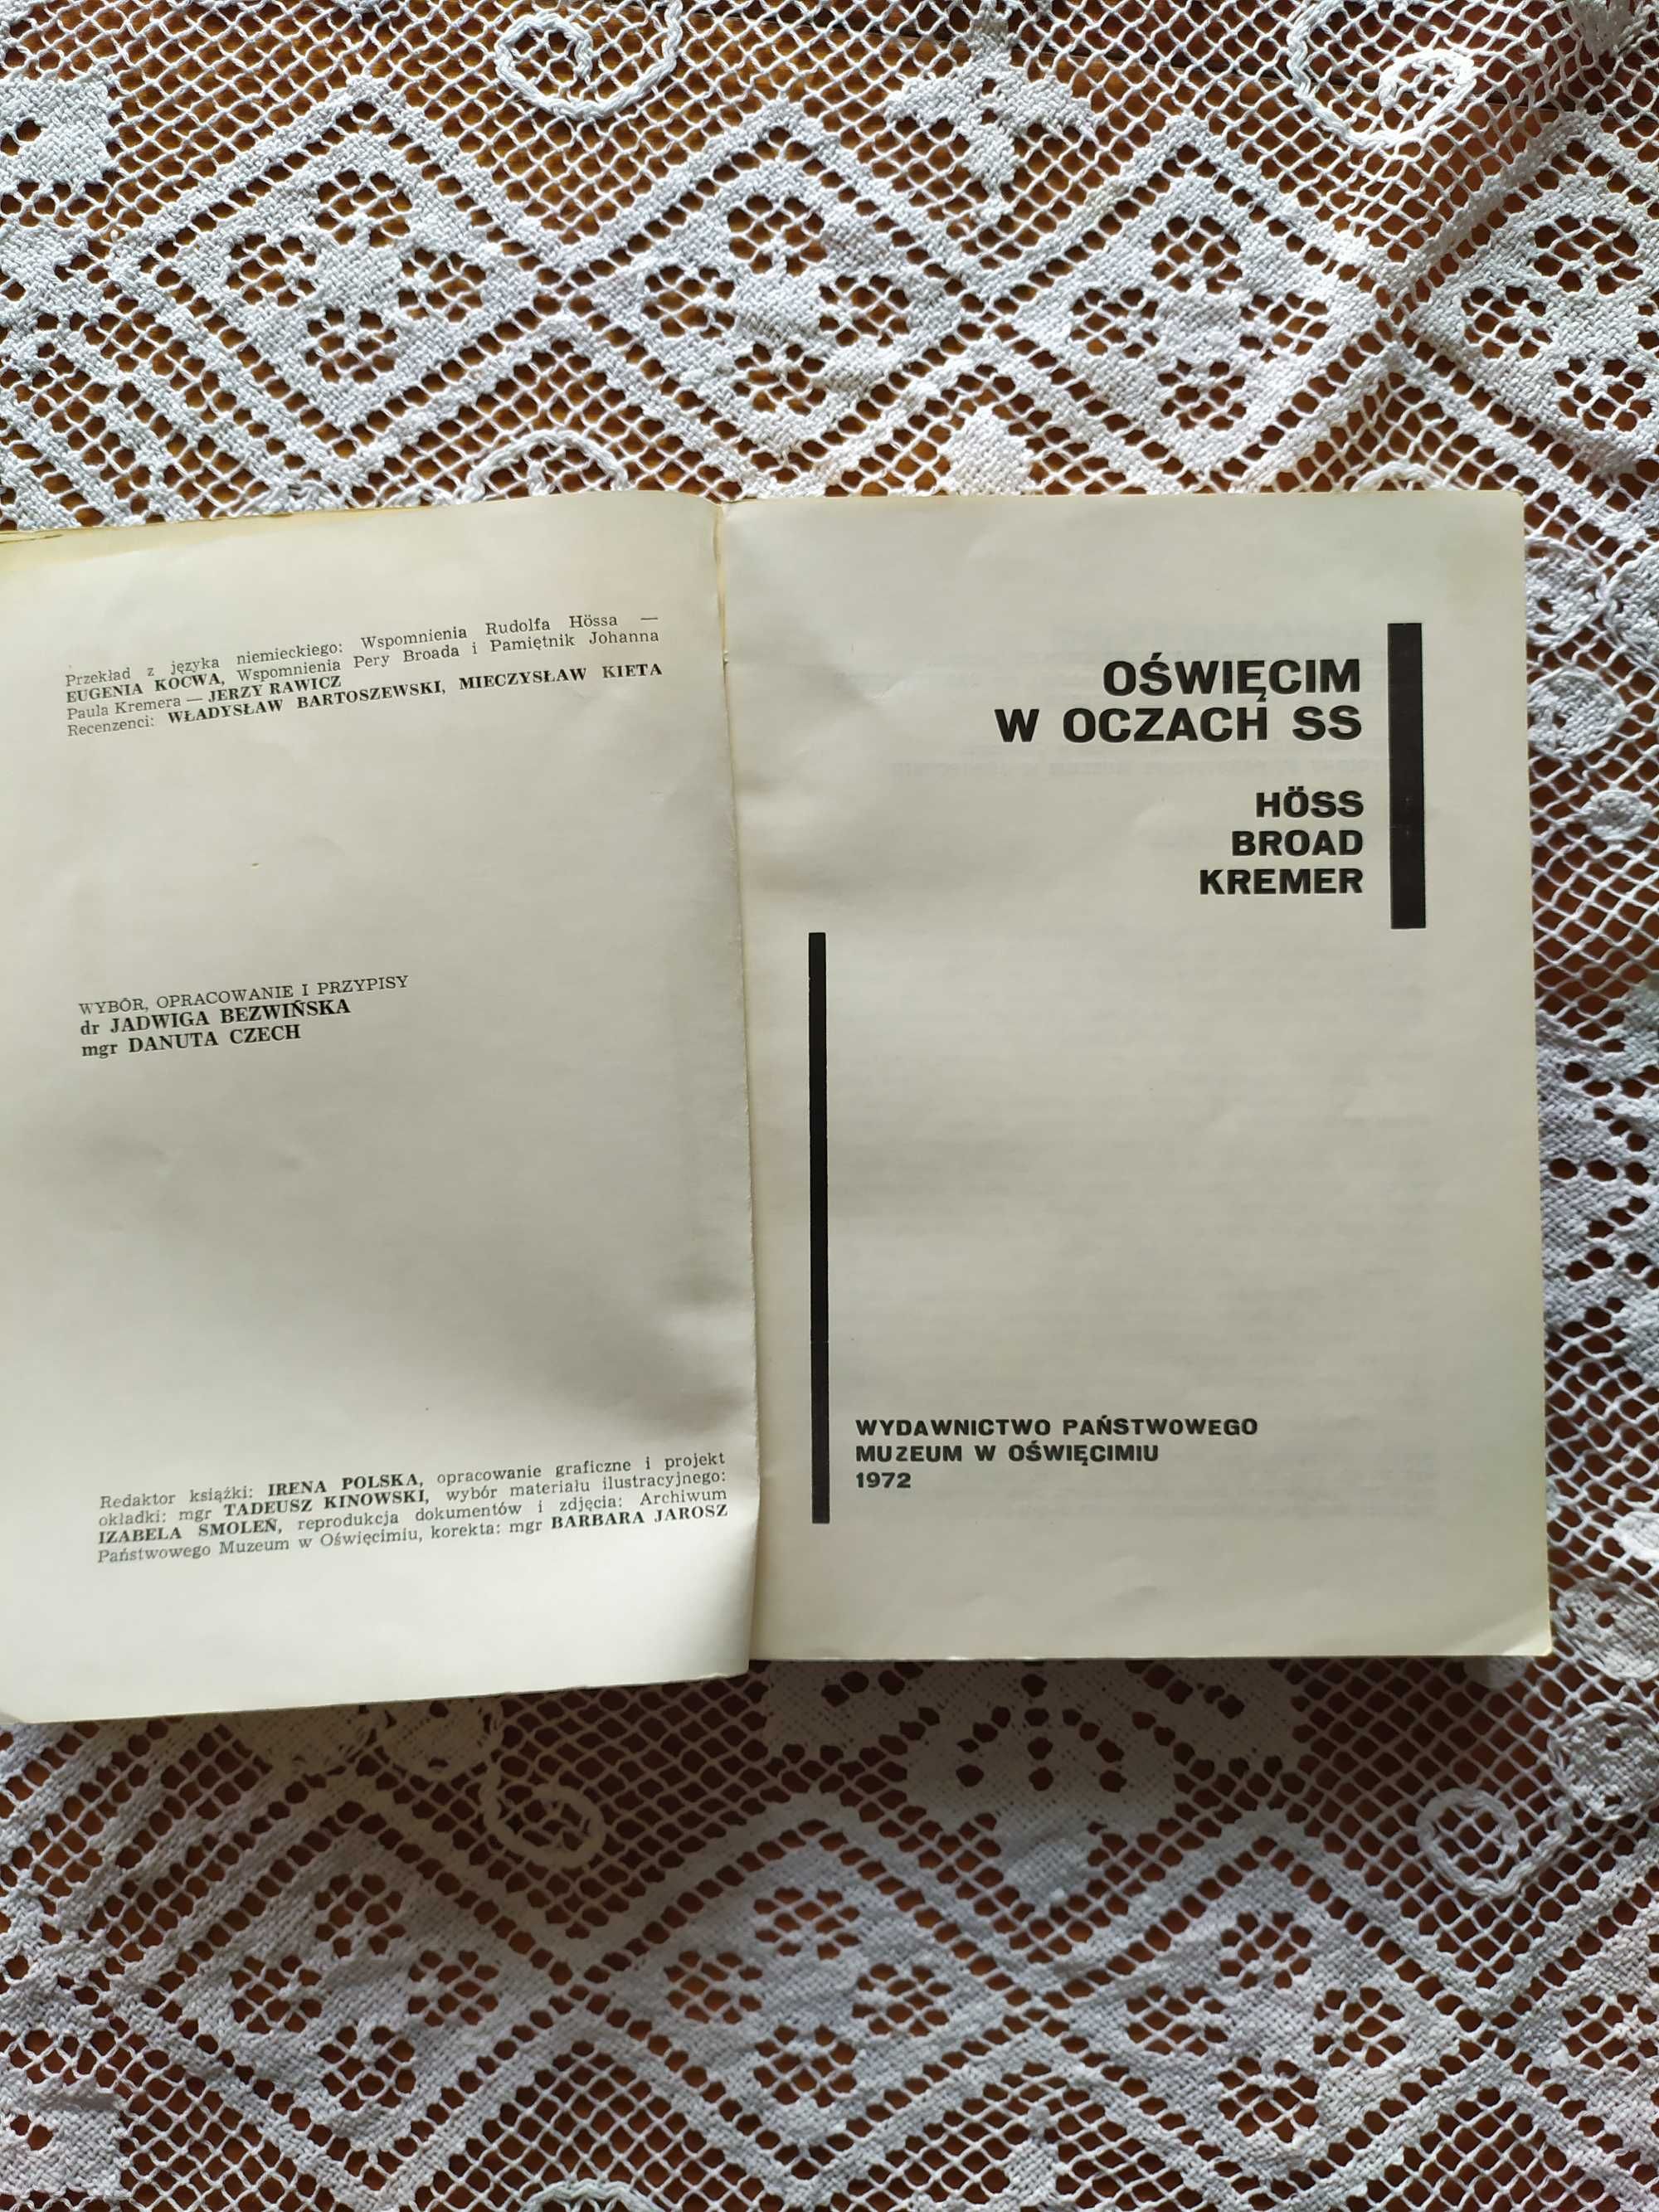 Przekład z języka niemieckiego: Wspomnienia Rudolfa Hössa —
EUGENIA KOCWA, Wspomnienia Pery Broada i Pamiętnik Johanna
Paula Kremera — JERZY RAWICZ
Recenzenci: WŁADYSŁAW BARTOSZEWSKI, MIECZYSŁAW KIETA
WYBÓR, OPRACOWANIE I PRZYPISY
dr JADWIGA BEZWIŃSKA
mgr DANUTA CZECH
Redaktor książki: IRENA POLSKA, opracowanie graficzne i projekt
okładki: mgr TADEUSZ KINOWSKI, wybór materiału ilustracyjnego:
IZABELA SMOLEŃ, reprodukcja dokumentów i zdjęcia: Archiwum
Państwowego Muzeum w Oświęcimiu, korekta: mgr BARBARA JAROSZ
OŚWIĘCIM
W OCZACH SS
HÖSS
BROAD
KREMER
WYDAWNICTWO PAŃSTWOWEGO
MUZEUM W OŚWIĘCIMIU
1972